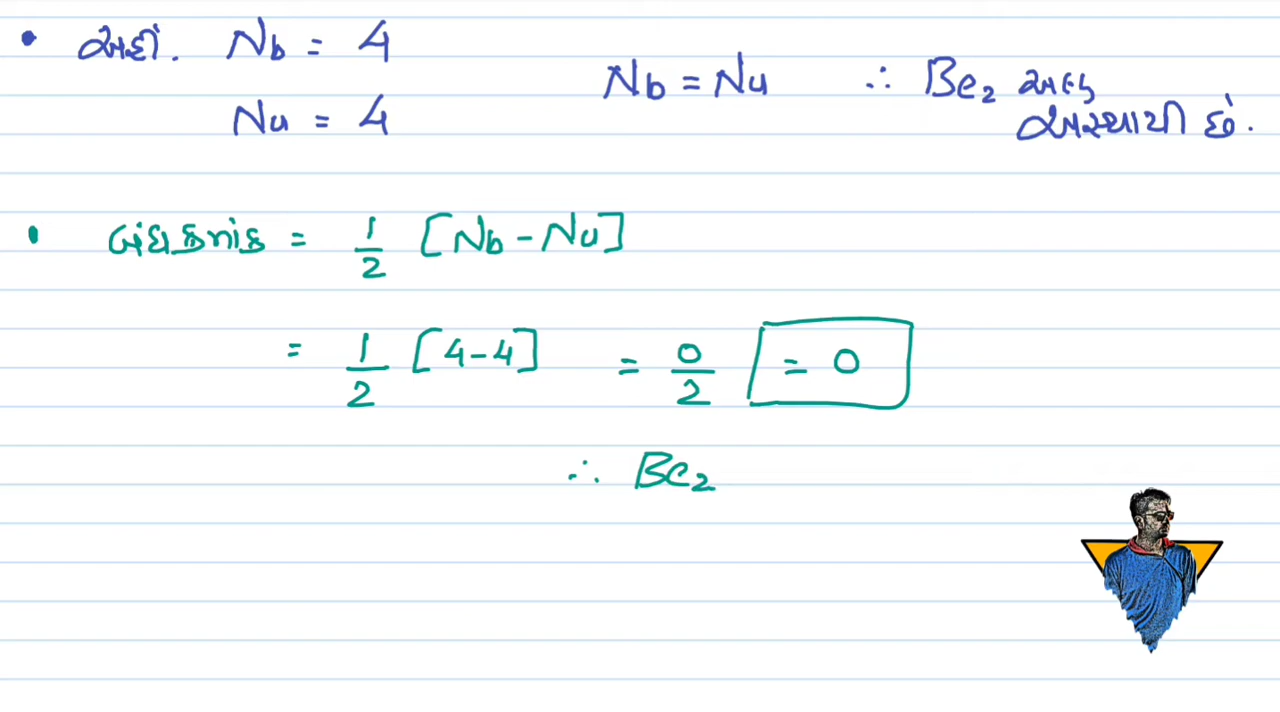 • અહીં. Nb = 4
Nu = 4
Nb = Nu ∴ Be₂ અણુ
અસ્થાયી છે.
• બંધક્રમાંક = 1/2 [Nb - Nu]
= 1/2 [4-4] = 0/2 = 0
∴ Be₂